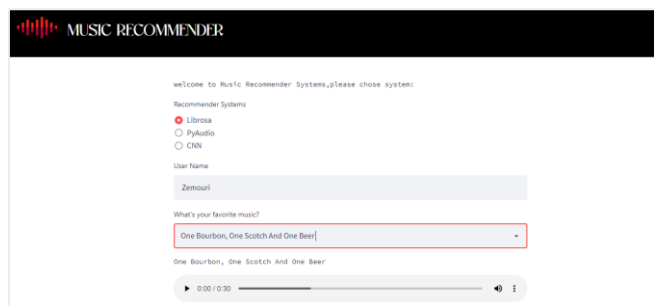 MUSIC RECOMMENDER
welcome to Music Recommender Systems,please chose system:
Recommender Systems
Librosa
PyAudio
CNN
User Name
Zemouri
What's your favorite music?
One Bourbon, One Scotch And One Beer
One Bourbon, One Scotch And One Beer
0:00 / 0:30